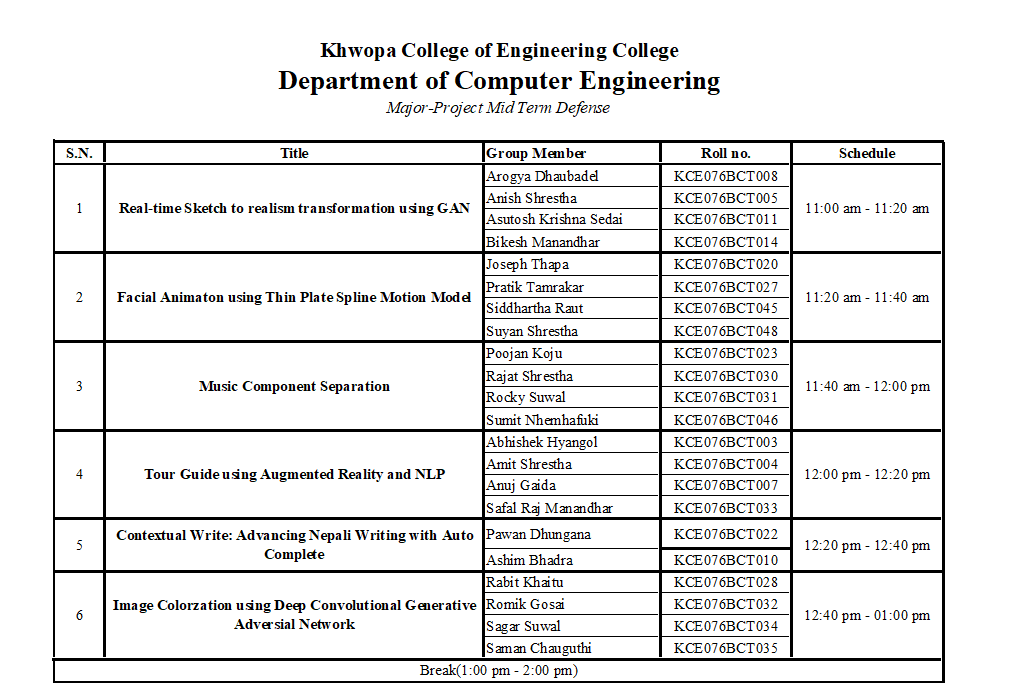 Khwopa College of Engineering College
Department of Computer Engineering
Major-Project Mid Term Defense
S.N. Title Group Member Roll no. Schedule
1 Real-time Sketch to realism transformation using GAN Arogya Dhaubadel KCE076BCT008 11:00 am - 11:20 am
Anish Shrestha KCE076BCT005
Asutosh Krishna Sedai KCE076BCT011
Bikesh Manandhar KCE076BCT014
2 Facial Animaton using Thin Plate Spline Motion Model Joseph Thapa KCE076BCT020 11:20 am - 11:40 am
Pratik Tamrakar KCE076BCT027
Siddhartha Raut KCE076BCT045
Suyan Shrestha KCE076BCT048
3 Music Component Separation Poojan Koju KCE076BCT023 11:40 am - 12:00 pm
Rajat Shrestha KCE076BCT030
Rocky Suwal KCE076BCT031
Sumit Nhemhafuki KCE076BCT046
4 Tour Guide using Augmented Reality and NLP Abhishek Hyangol KCE076BCT003 12:00 pm - 12:20 pm
Amit Shrestha KCE076BCT004
Anuj Gaida KCE076BCT007
Safal Raj Manandhar KCE076BCT033
5 Contextual Write: Advancing Nepali Writing with Auto Pawan Dhungana KCE076BCT022 12:20 pm - 12:40 pm
Complete Ashim Bhadra KCE076BCT010
6 Image Colorzation using Deep Convolutional Generative Rabit Khaitu KCE076BCT028 12:40 pm - 01:00 pm
Adversial Network Romik Gosai KCE076BCT032
Sagar Suwal KCE076BCT034
Saman Chauguthi KCE076BCT035
Break(1:00 pm - 2:00 pm)